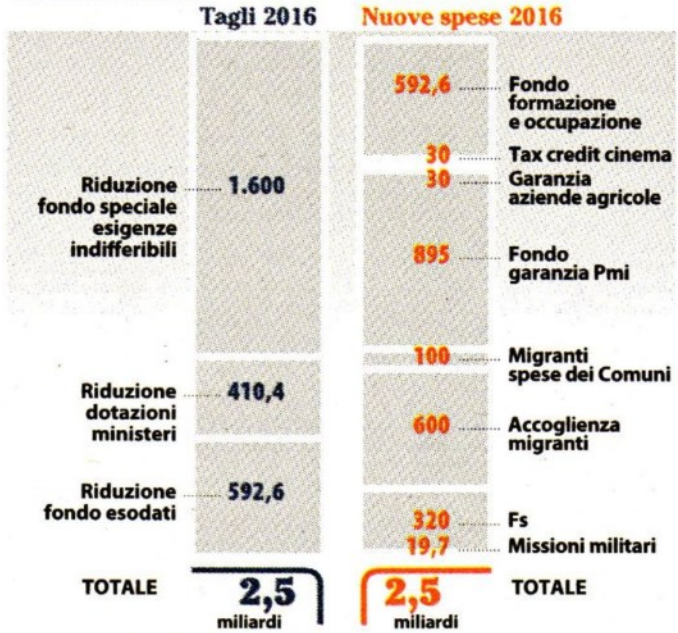 Tagli 2016
Riduzione
fondo speciale
esigenze
indifferibili
1.600
Riduzione
dotazioni
ministeri
410,4
Riduzione
fondo esodati
592,6
TOTALE
2,5
miliardi
Nuove spese 2016
592,6
Fondo
formazione
e occupazione
30
Tax credit cinema
30
Garanzia
aziende agricole
895
Fondo
garanzia Pmi
100
Migranti
spese dei Comuni
600
Accoglienza
migranti
320
Fs
19,7
Missioni militari
2,5
miliardi
TOTALE